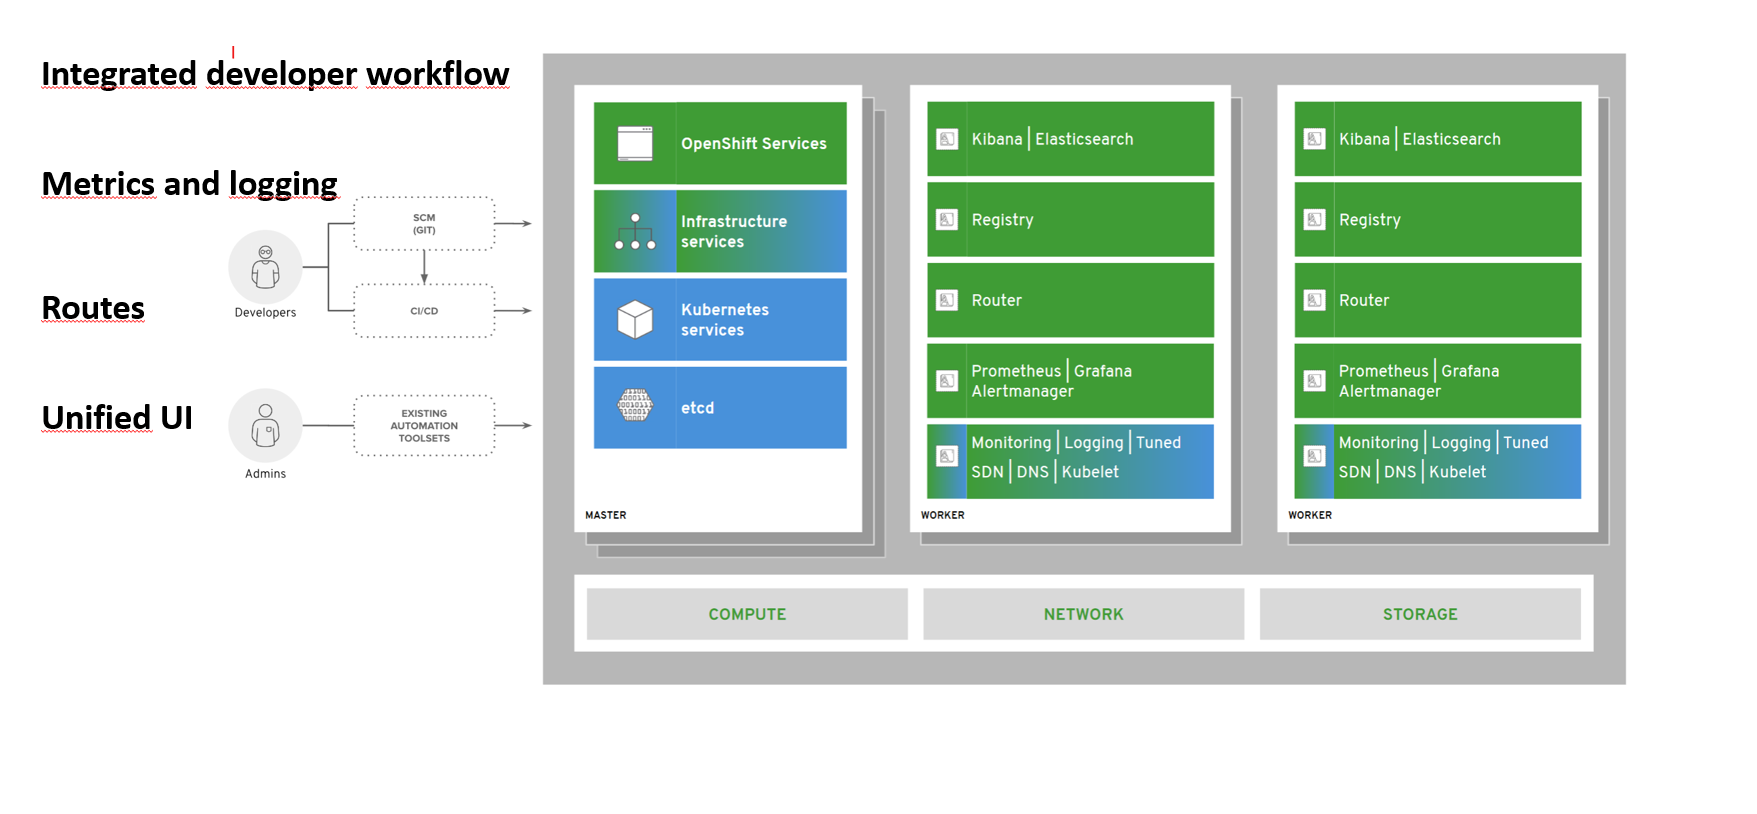 Integrated developer workflow
Metrics and logging
Routes
Unified UI
Developers
SCM
(GIT)
CI/CD
Admins
EXISTING
AUTOMATION
TOOLSETS
OpenShift Services
Infrastructure
services
Kubernetes
services
etcd
MASTER
Kibana | Elasticsearch
Registry
Router
Prometheus | Grafana
Alertmanager
Monitoring | Logging | Tuned
SDN | DNS | Kubelet
WORKER
Kibana | Elasticsearch
Registry
Router
Prometheus | Grafana
Alertmanager
Monitoring | Logging | Tuned
SDN | DNS | Kubelet
WORKER
COMPUTE
NETWORK
STORAGE